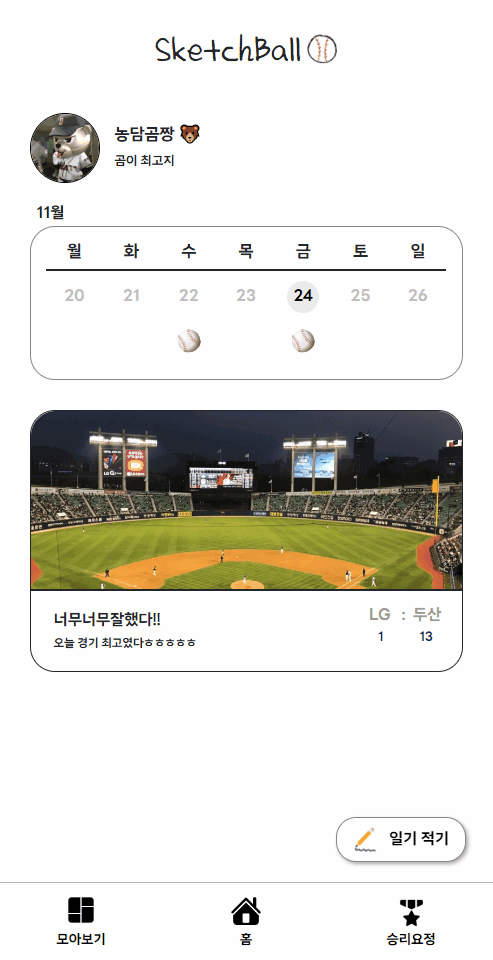 SketchBall
농담곰짱
곰이 최고지
11월
월 화 수 목 금 토 일
20 21 22 23 24 25 26
너무너무잘했다!!
오늘 경기 최고였다ㅎㅎㅎㅎㅎ
LG : 두산
1 13
일기 적기
모아보기 홈 승리요정